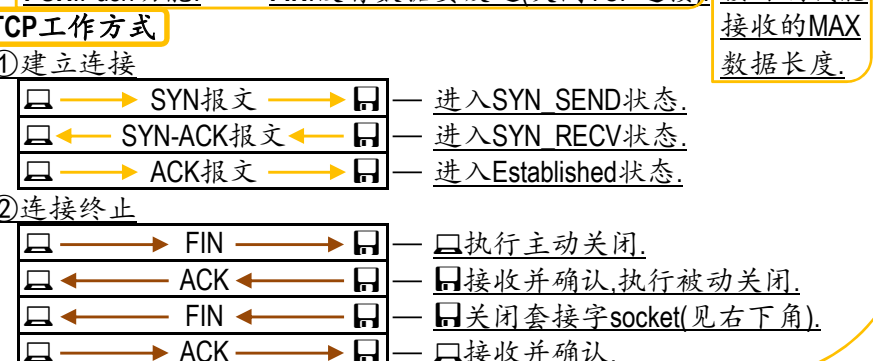 接收的MAX
数据长度.
TCP工作方式
①建立连接
SYN报文 — 进入SYN_SEND状态.
SYN-ACK报文 — 进入SYN_RECV状态.
ACK报文 — 进入Established状态.
②连接终止
FIN — 执行主动关闭.
ACK — 接收并确认,执行被动关闭.
FIN — 关闭套接字socket(见右下角).
ACK — 接收并确认.